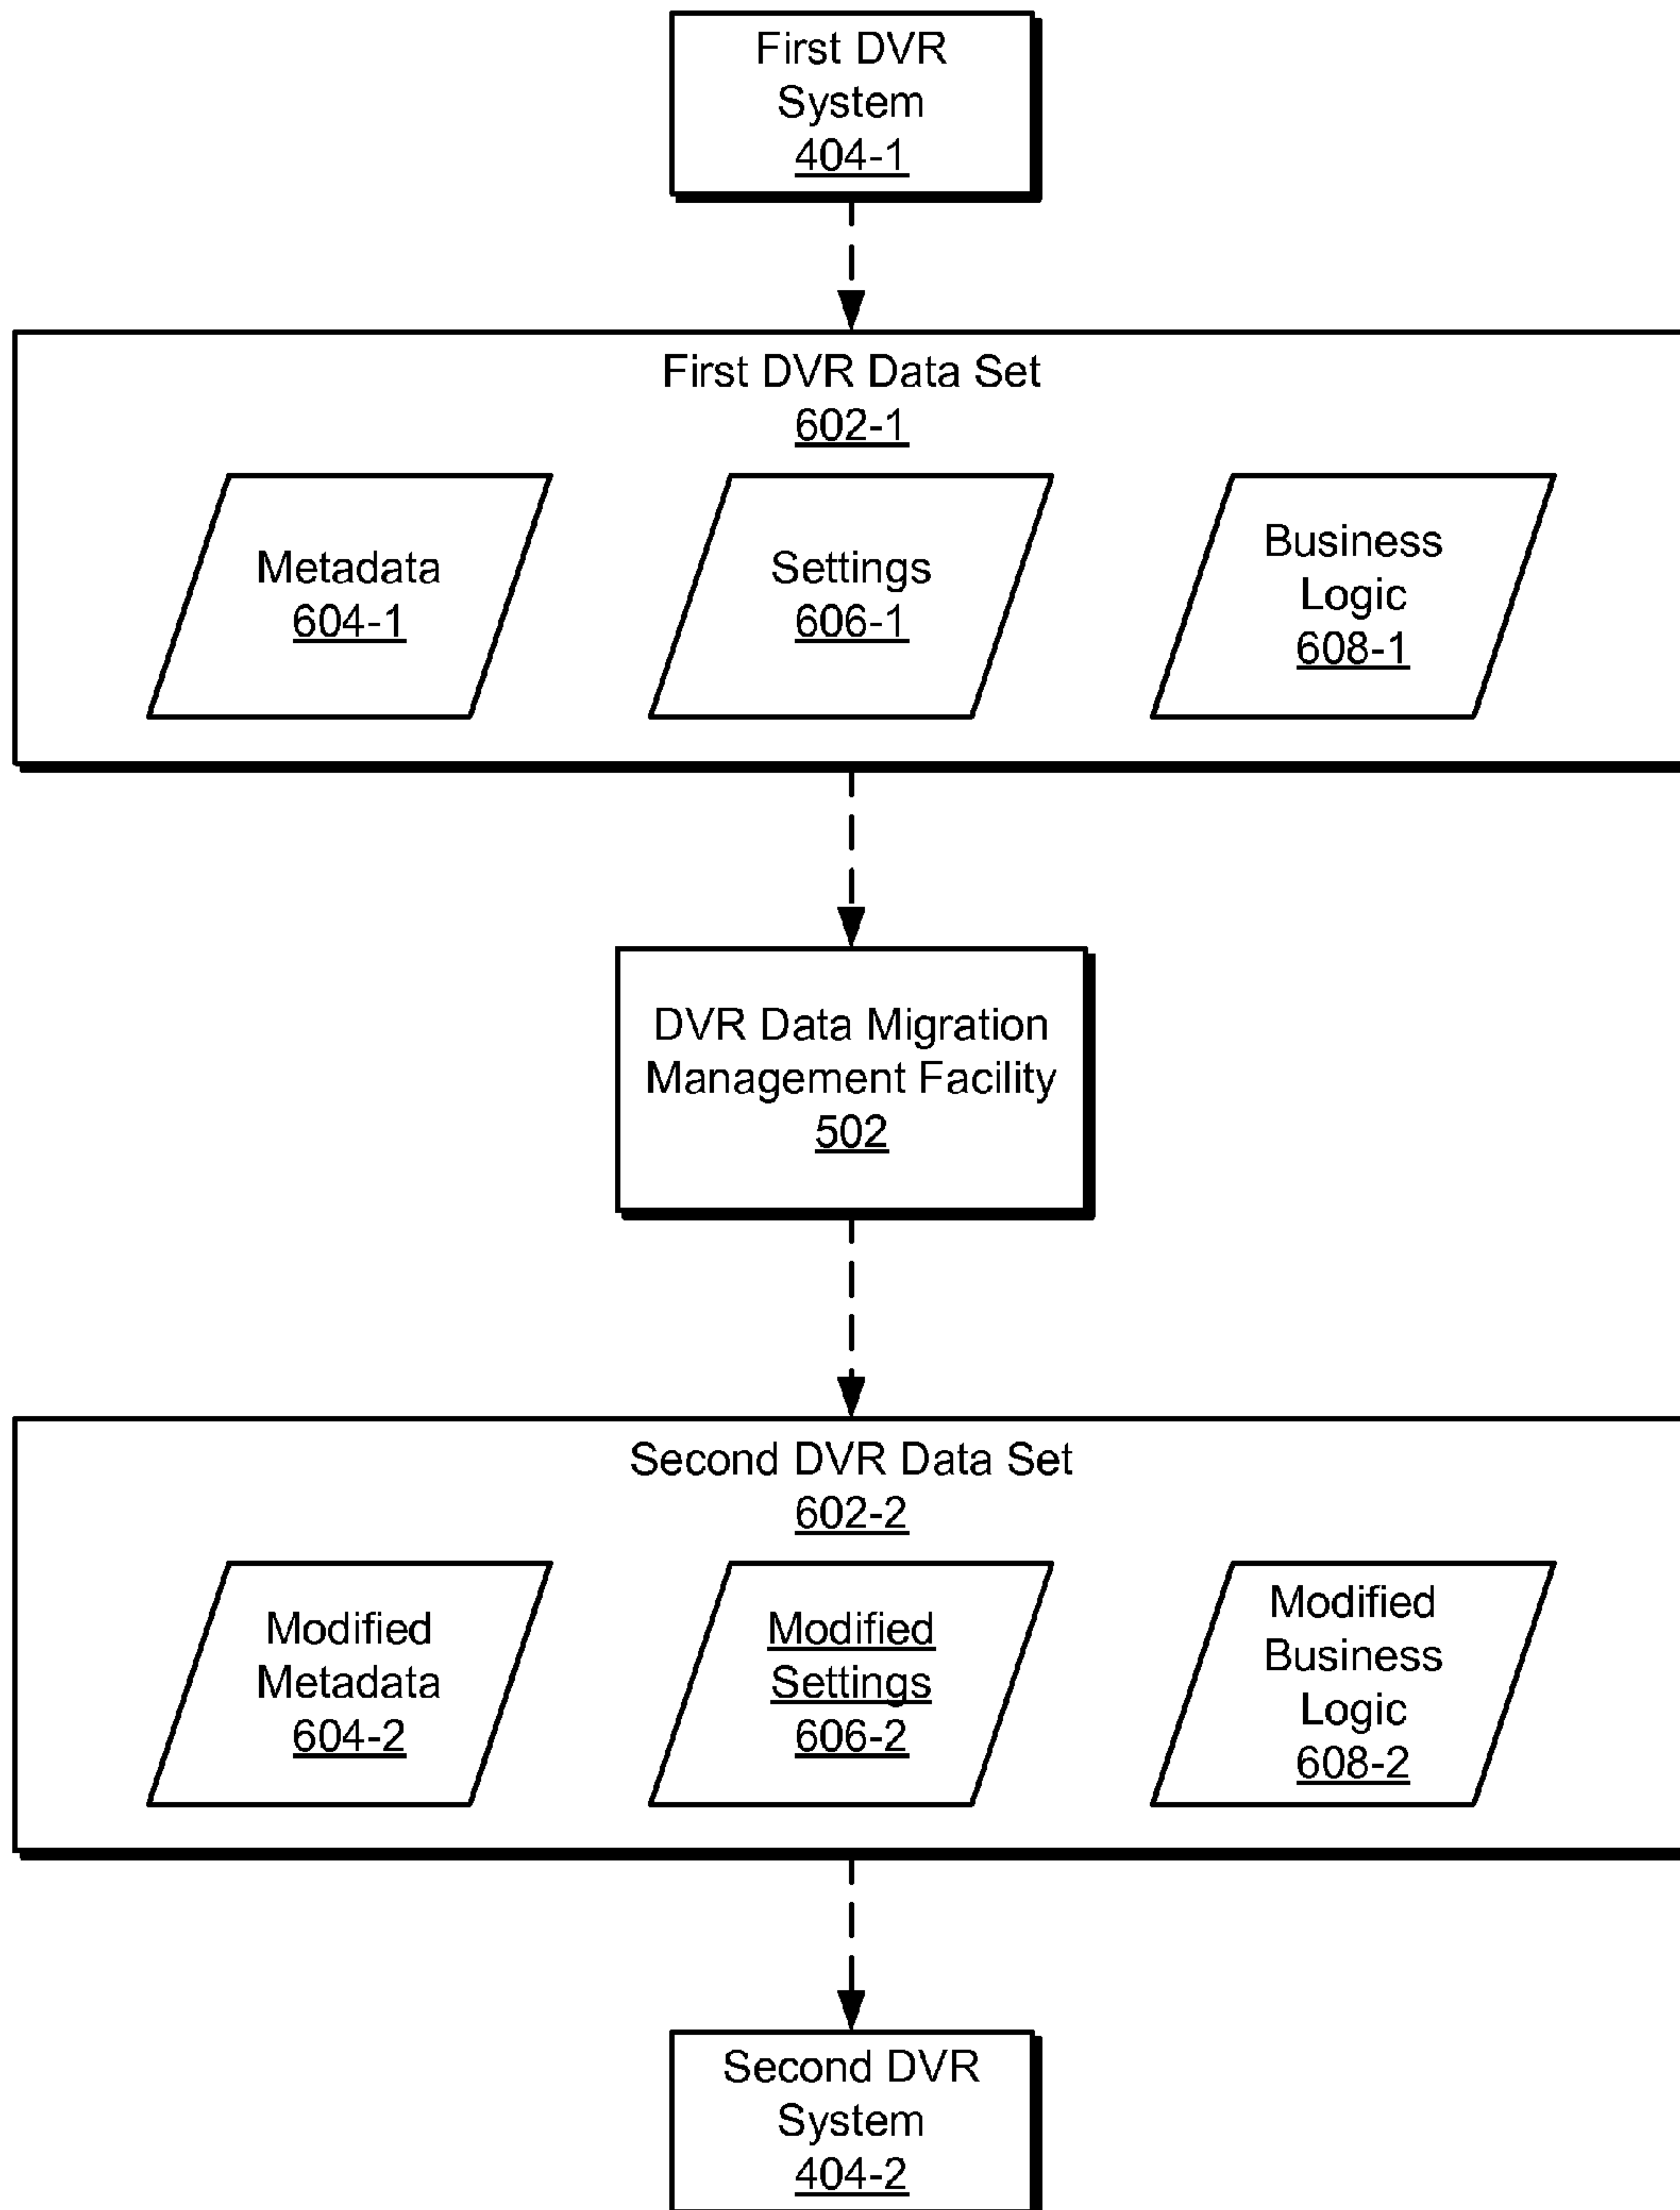 First DVR
System
404-1
First DVR Data Set
602-1
Metadata
604-1
Settings
606-1
Business
Logic
608-1
DVR Data Migration
Management Facility
502
Second DVR Data Set
602-2
Modified
Metadata
604-2
Modified
Settings
606-2
Modified
Business
Logic
608-2
Second DVR
System
404-2